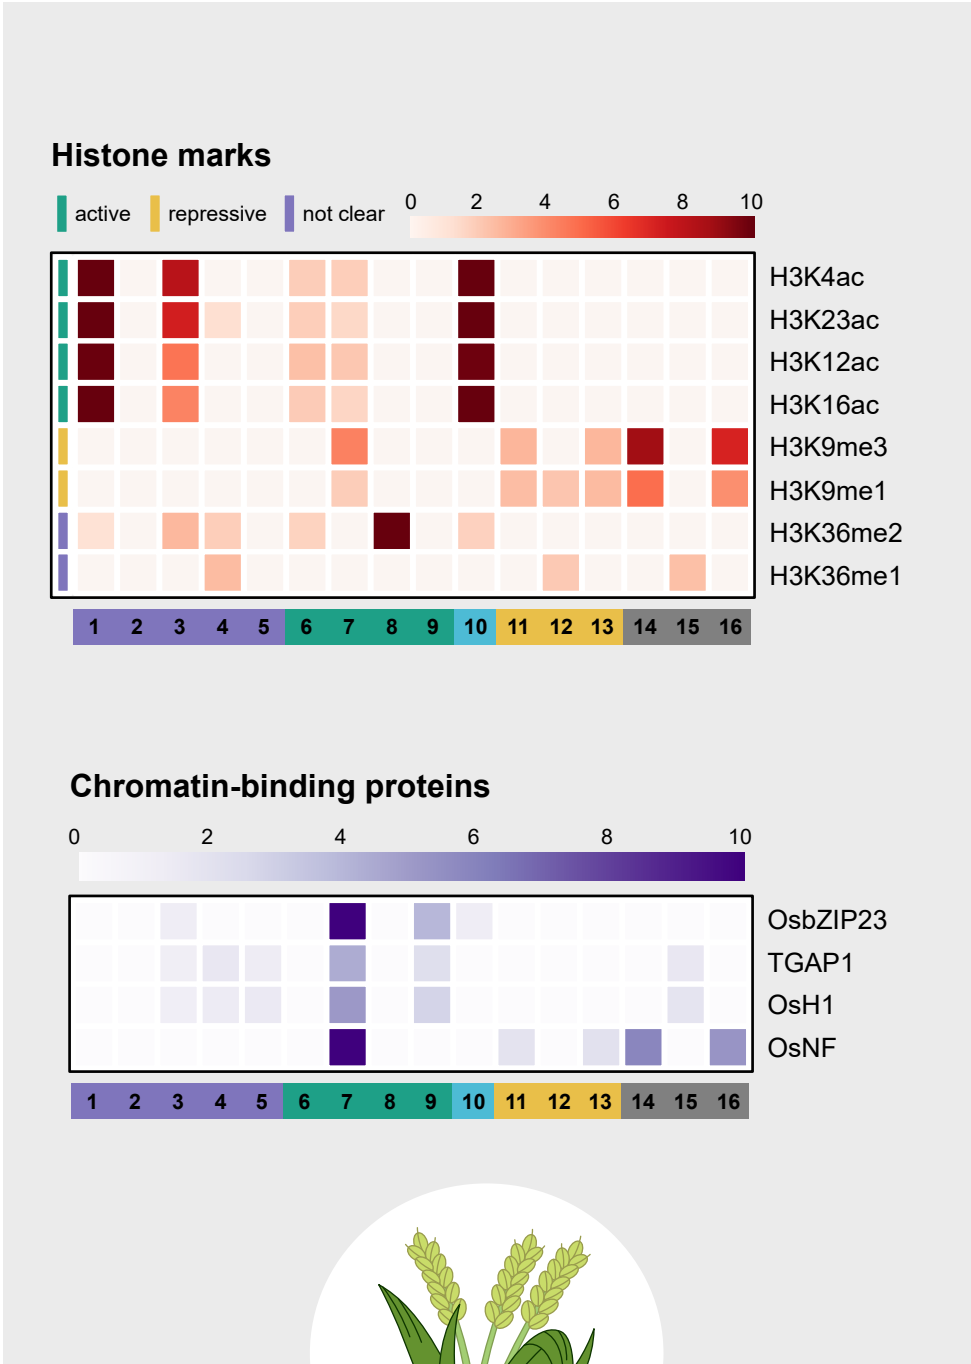 Histone marks
active repressive not clear 0 2 4 6 8 10
H3K4ac
H3K23ac
H3K12ac
H3K16ac
H3K9me3
H3K9me1
H3K36me2
H3K36me1
1 2 3 4 5 6 7 8 9 10 11 12 13 14 15 16
Chromatin-binding proteins
0 2 4 6 8 10
OsbZIP23
TGAP1
OsH1
OsNF
1 2 3 4 5 6 7 8 9 10 11 12 13 14 15 16